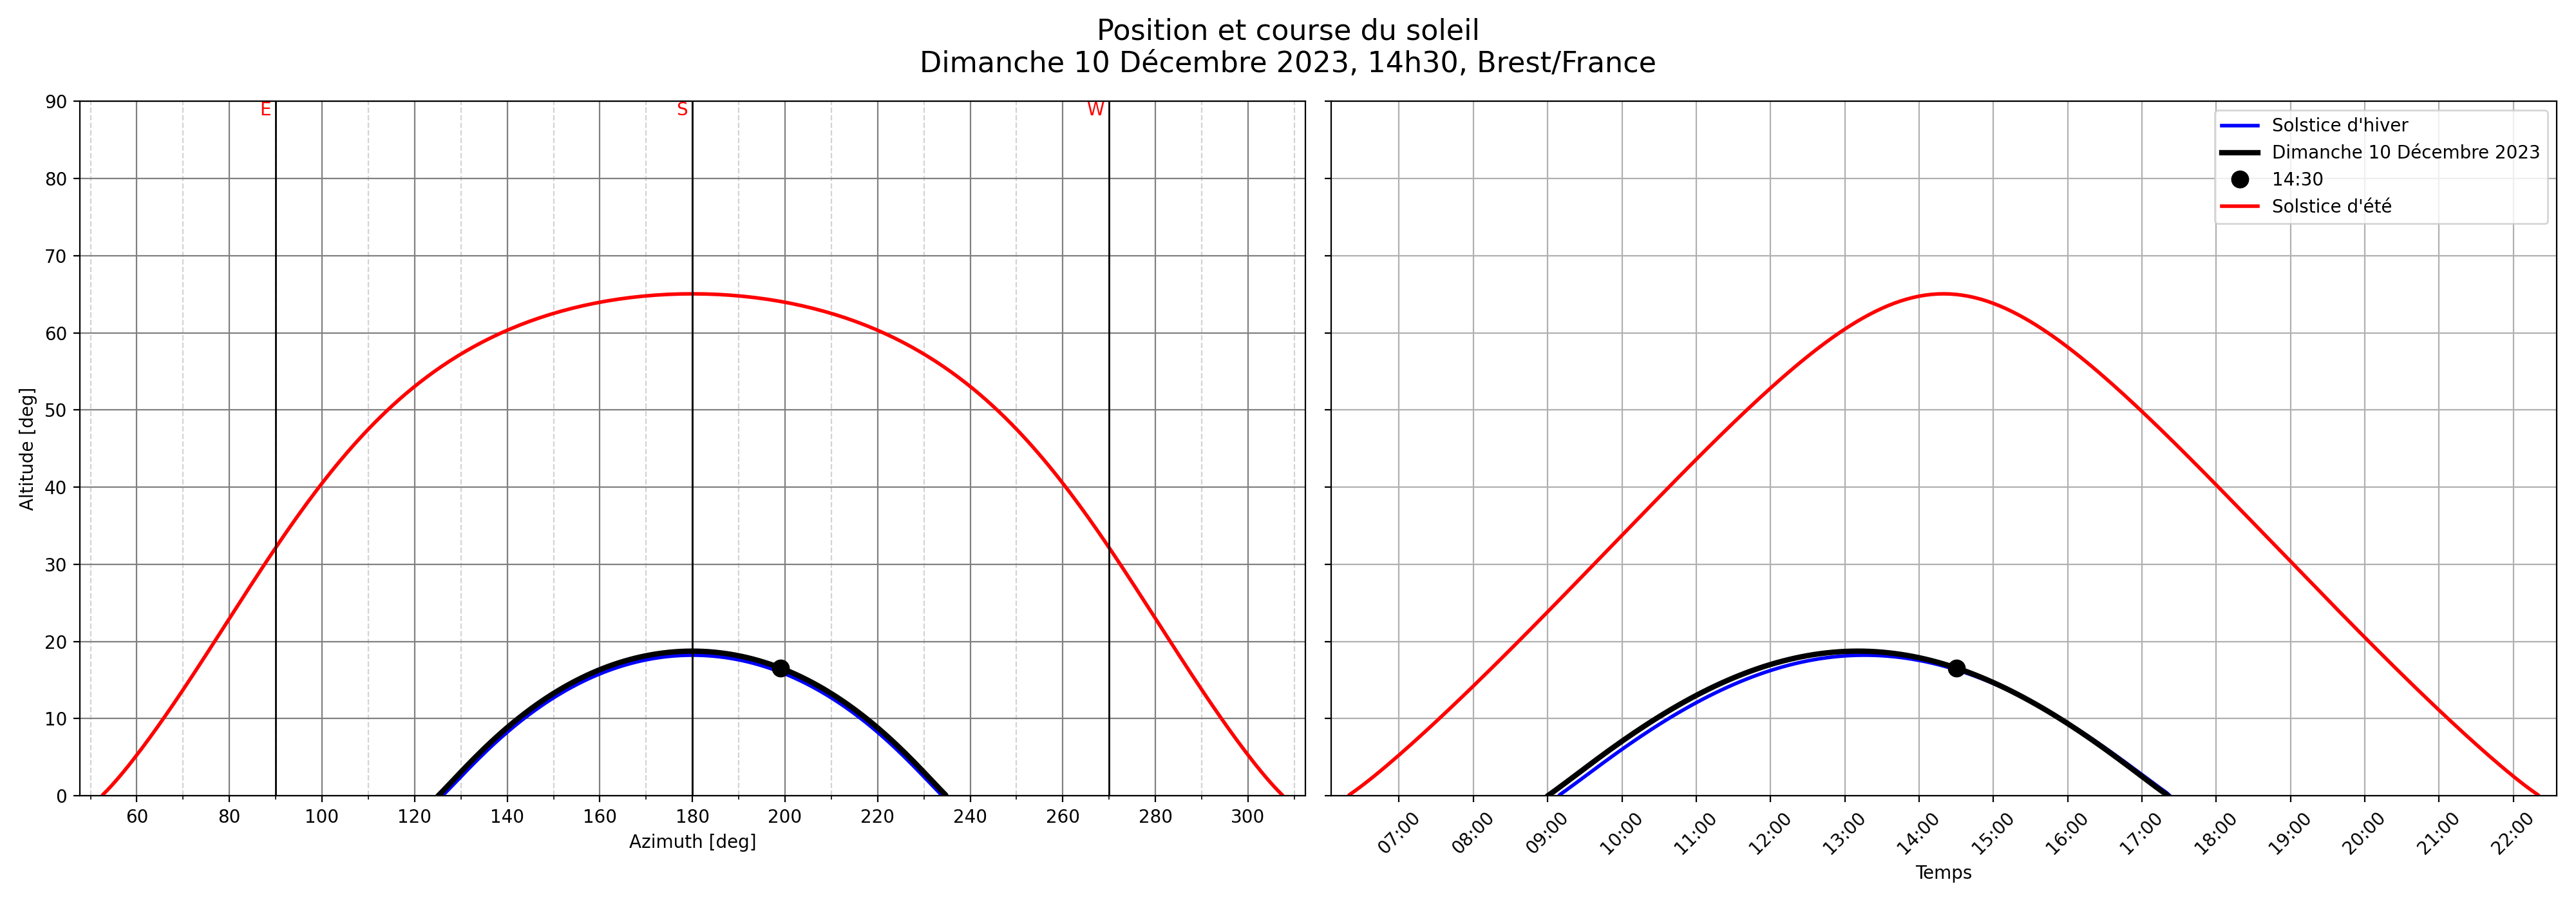 Position et course du soleil
Dimanche 10 Décembre 2023, 14h30, Brest/France
E
S
W
90
80
70
60
50
40
30
20
10
0
Altitude [deg]
60 80 100 120 140 160 180 200 220 240 260 280 300
Azimuth [deg]
Solstice d'hiver
Dimanche 10 Décembre 2023
14:30
Solstice d'été
07:00 08:00 09:00 10:00 11:00 12:00 13:00 14:00 15:00 16:00 17:00 18:00 19:00 20:00 21:00 22:00
Temps